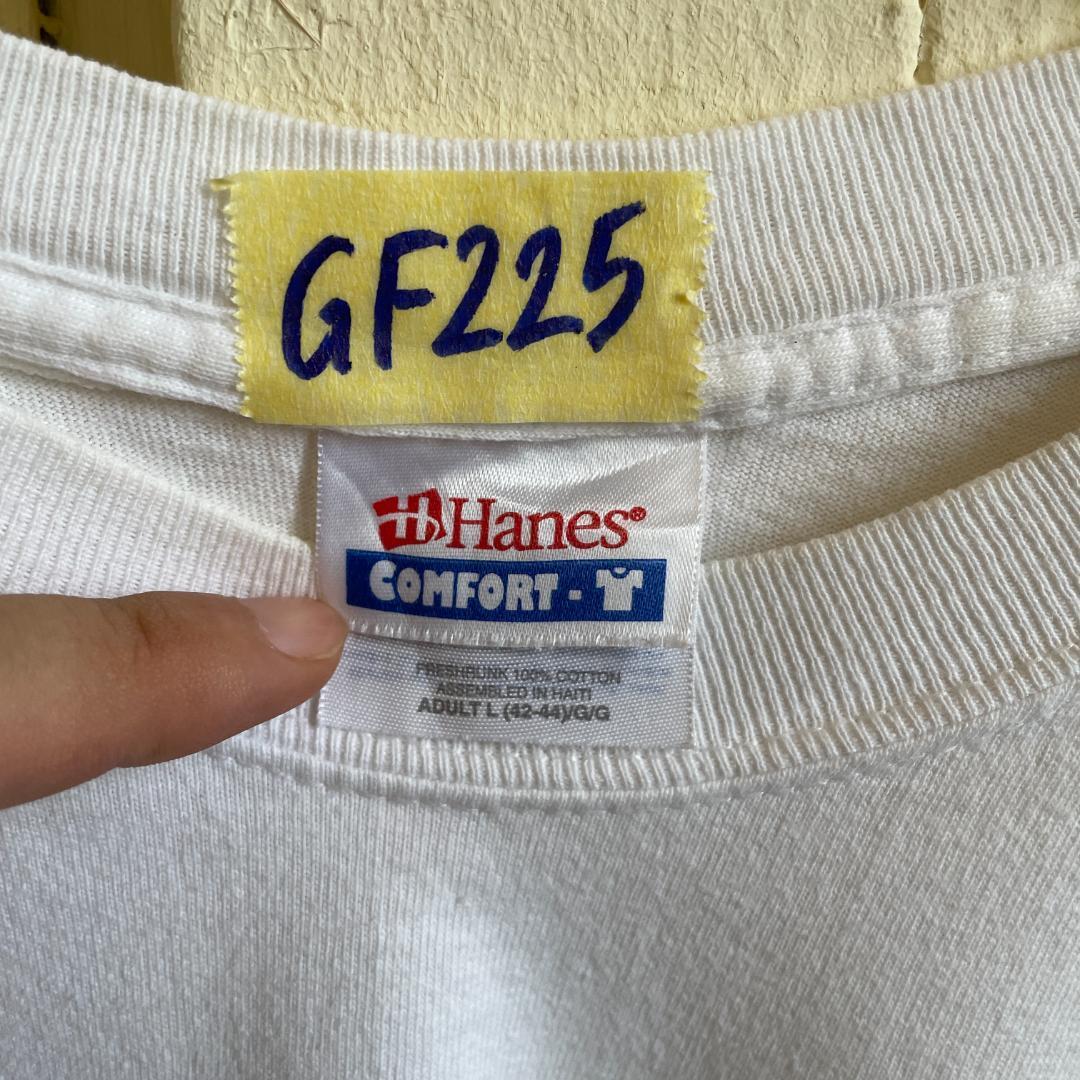 GF225
Hanes®
COMFORT -
PRESHRUNK 100% COTTON
ASSEMBLED IN HAITI
ADULT L (42-44)/G/G